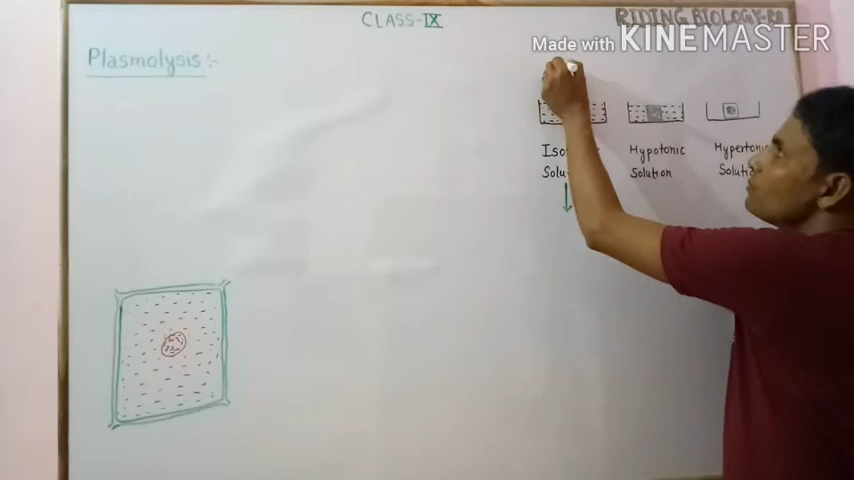 CLASS-IX
RIDING BIOLOGY
Made with KINEMASTER
Plasmolysis :-
Hypotonic
Solution